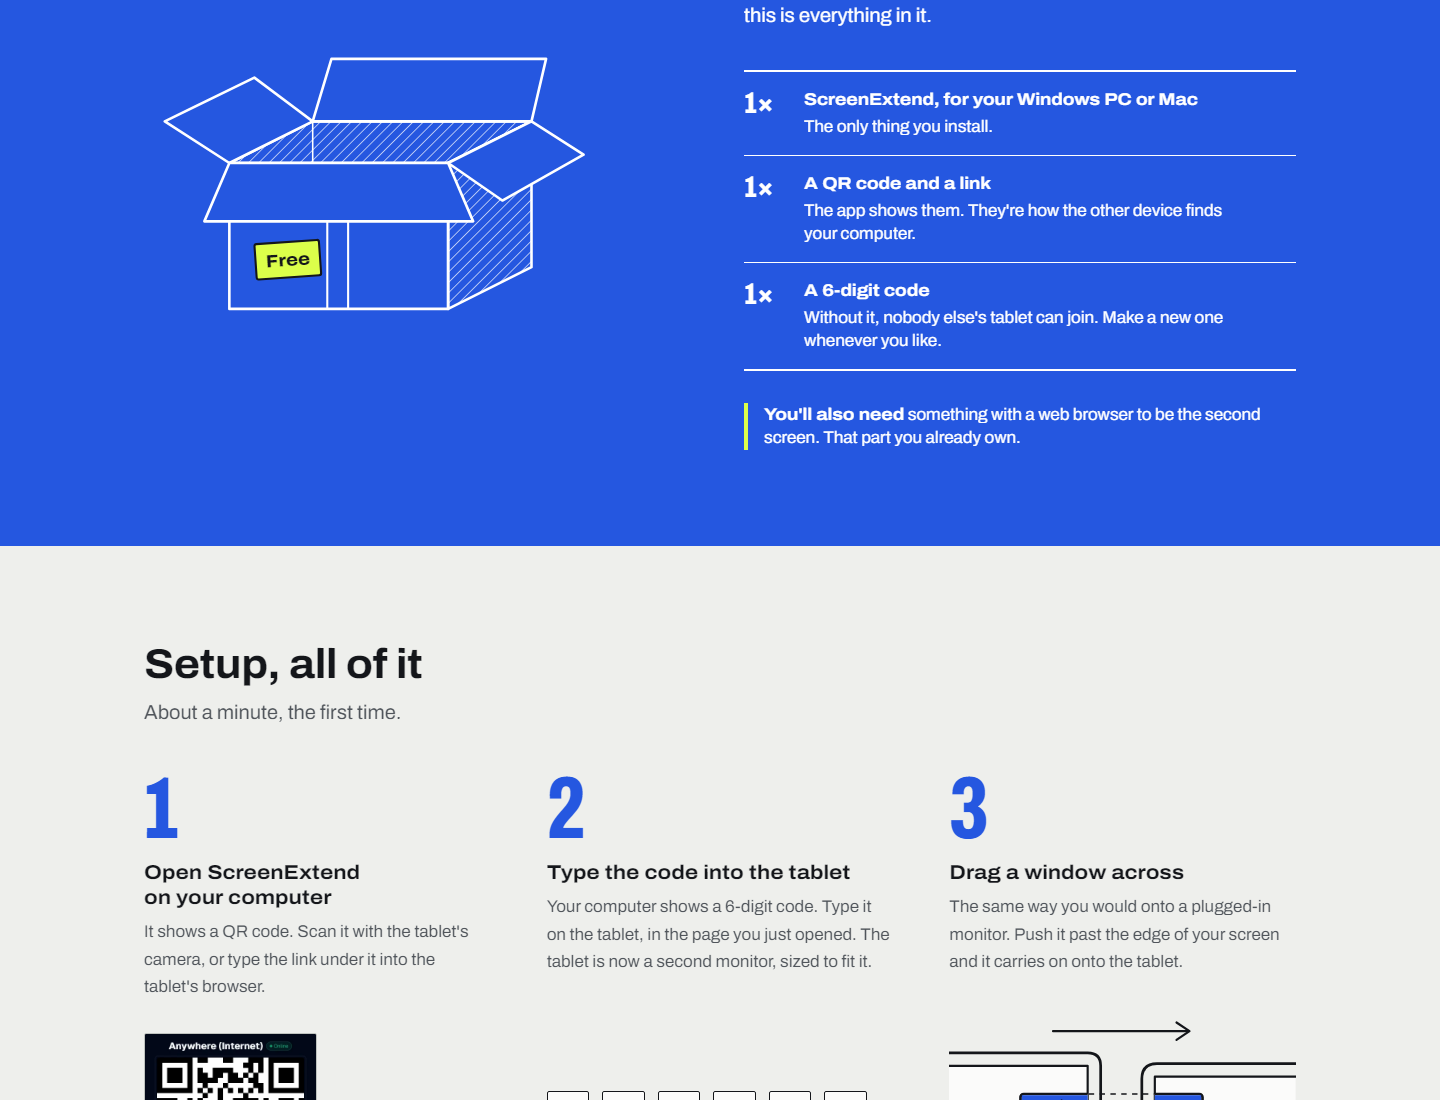 this is everything in it.
1×
ScreenExtend, for your Windows PC or Mac
The only thing you install.
1×
A QR code and a link
The app shows them. They're how the other device finds
your computer.
1×
A 6-digit code
Without it, nobody else's tablet can join. Make a new one
whenever you like.
You'll also need something with a web browser to be the second
screen. That part you already own.
Free
Setup, all of it
About a minute, the first time.
1
Open ScreenExtend
on your computer
It shows a QR code. Scan it with the tablet's
camera, or type the link under it into the
tablet's browser.
Anywhere (Internet)
Online
2
Type the code into the tablet
Your computer shows a 6-digit code. Type it
on the tablet, in the page you just opened. The
tablet is now a second monitor, sized to fit it.
3
Drag a window across
The same way you would onto a plugged-in
monitor. Push it past the edge of your screen
and it carries on onto the tablet.